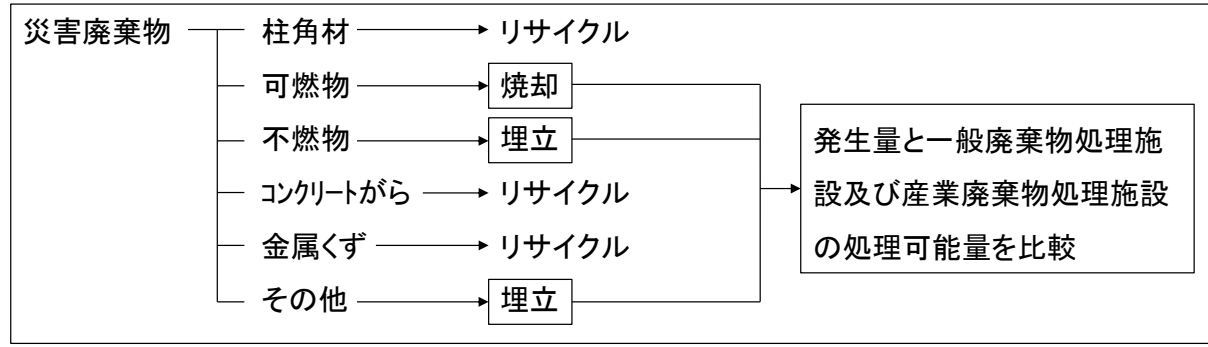 災害廃棄物
柱角材 リサイクル
可燃物 焼却
不燃物 埋立
コンクリートがら リサイクル
金属くず リサイクル
その他 埋立
発生量と一般廃棄物処理施
設及び産業廃棄物処理施設
の処理可能量を比較